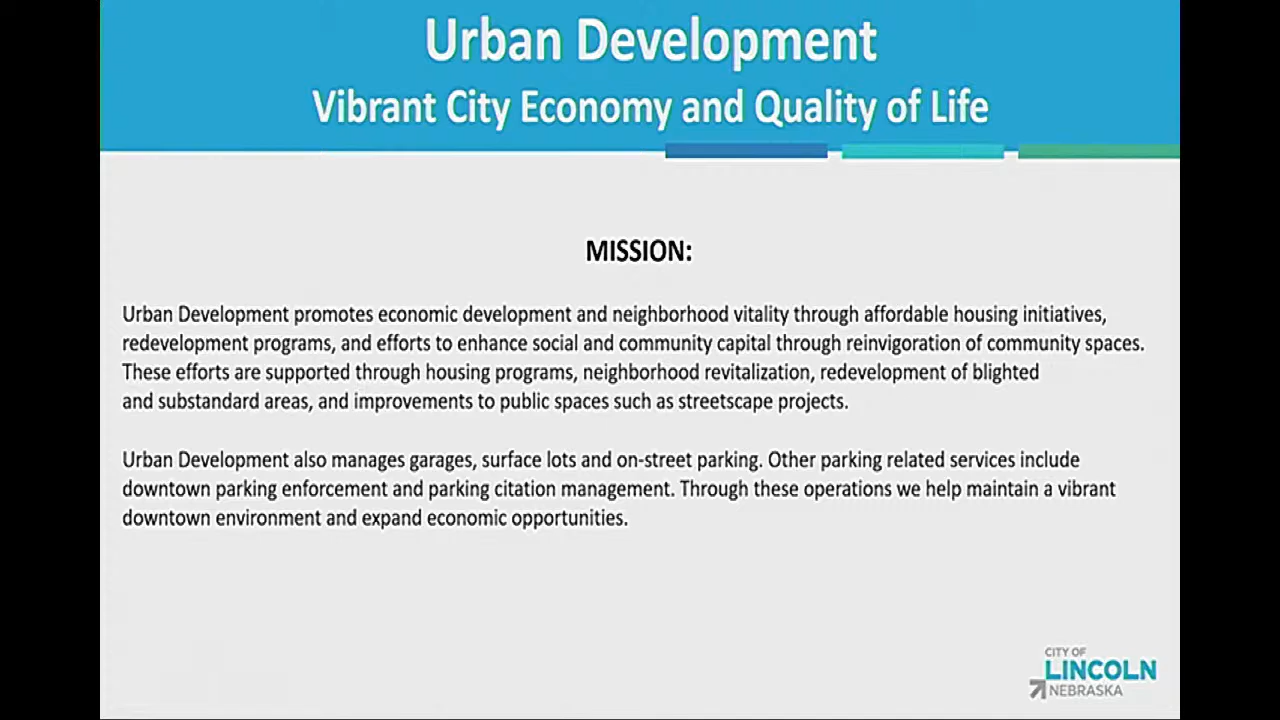 Urban Development
Vibrant City Economy and Quality of Life
MISSION:
Urban Development promotes economic development and neighborhood vitality through affordable housing initiatives,
redevelopment programs, and efforts to enhance social and community capital through reinvigoration of community spaces.
These efforts are supported through housing programs, neighborhood revitalization, redevelopment of blighted
and substandard areas, and improvements to public spaces such as streetscape projects.
Urban Development also manages garages, surface lots and on-street parking. Other parking related services include
downtown parking enforcement and parking citation management. Through these operations we help maintain a vibrant
downtown environment and expand economic opportunities.
CITY OF
LINCOLN
NEBRASKA